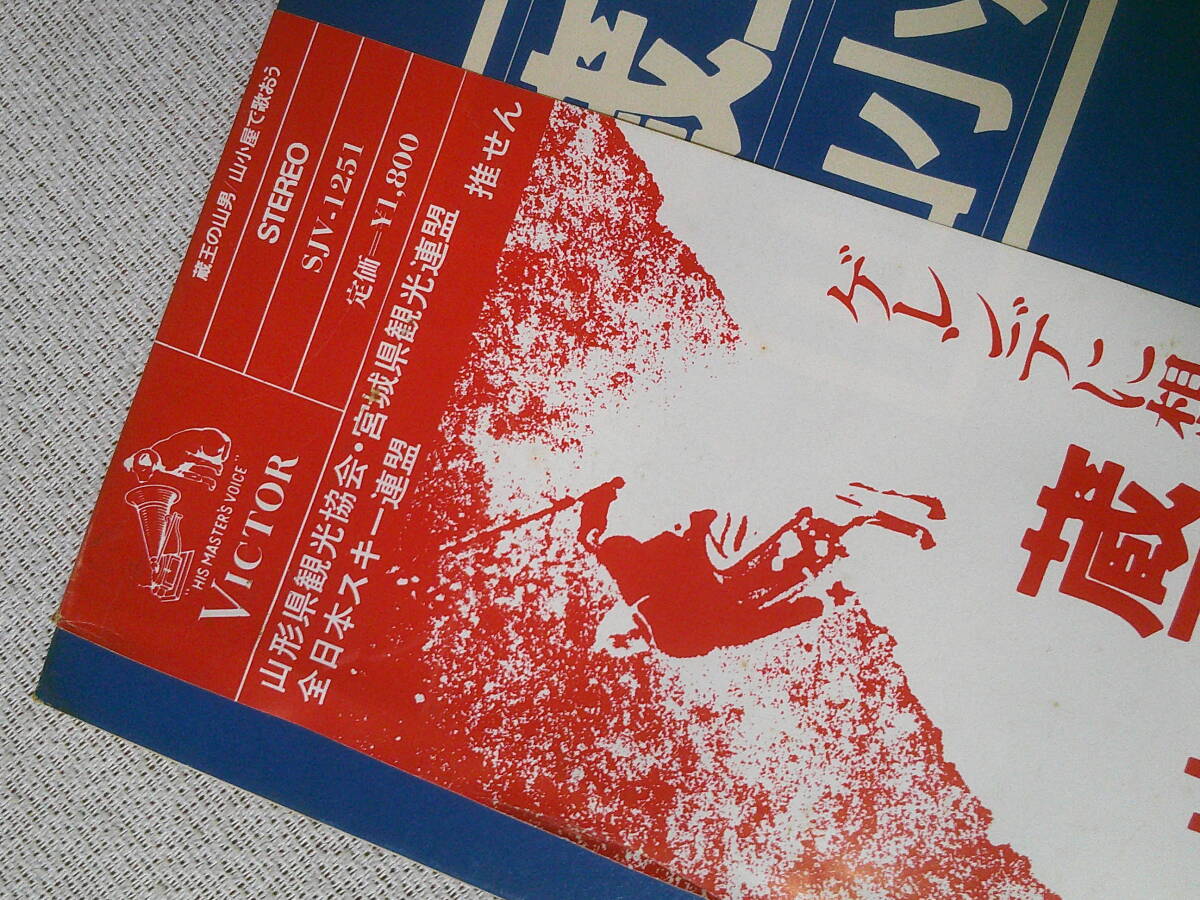 蔵王の山男/山小屋で歌おう
STEREO
SJV-1251
定価=¥1,800
HIS MASTER'S VOICE
VICTOR
山形県観光協会・宮城県観光連盟
全日本スキー連盟
推せん
ゲレンデに想
蔵